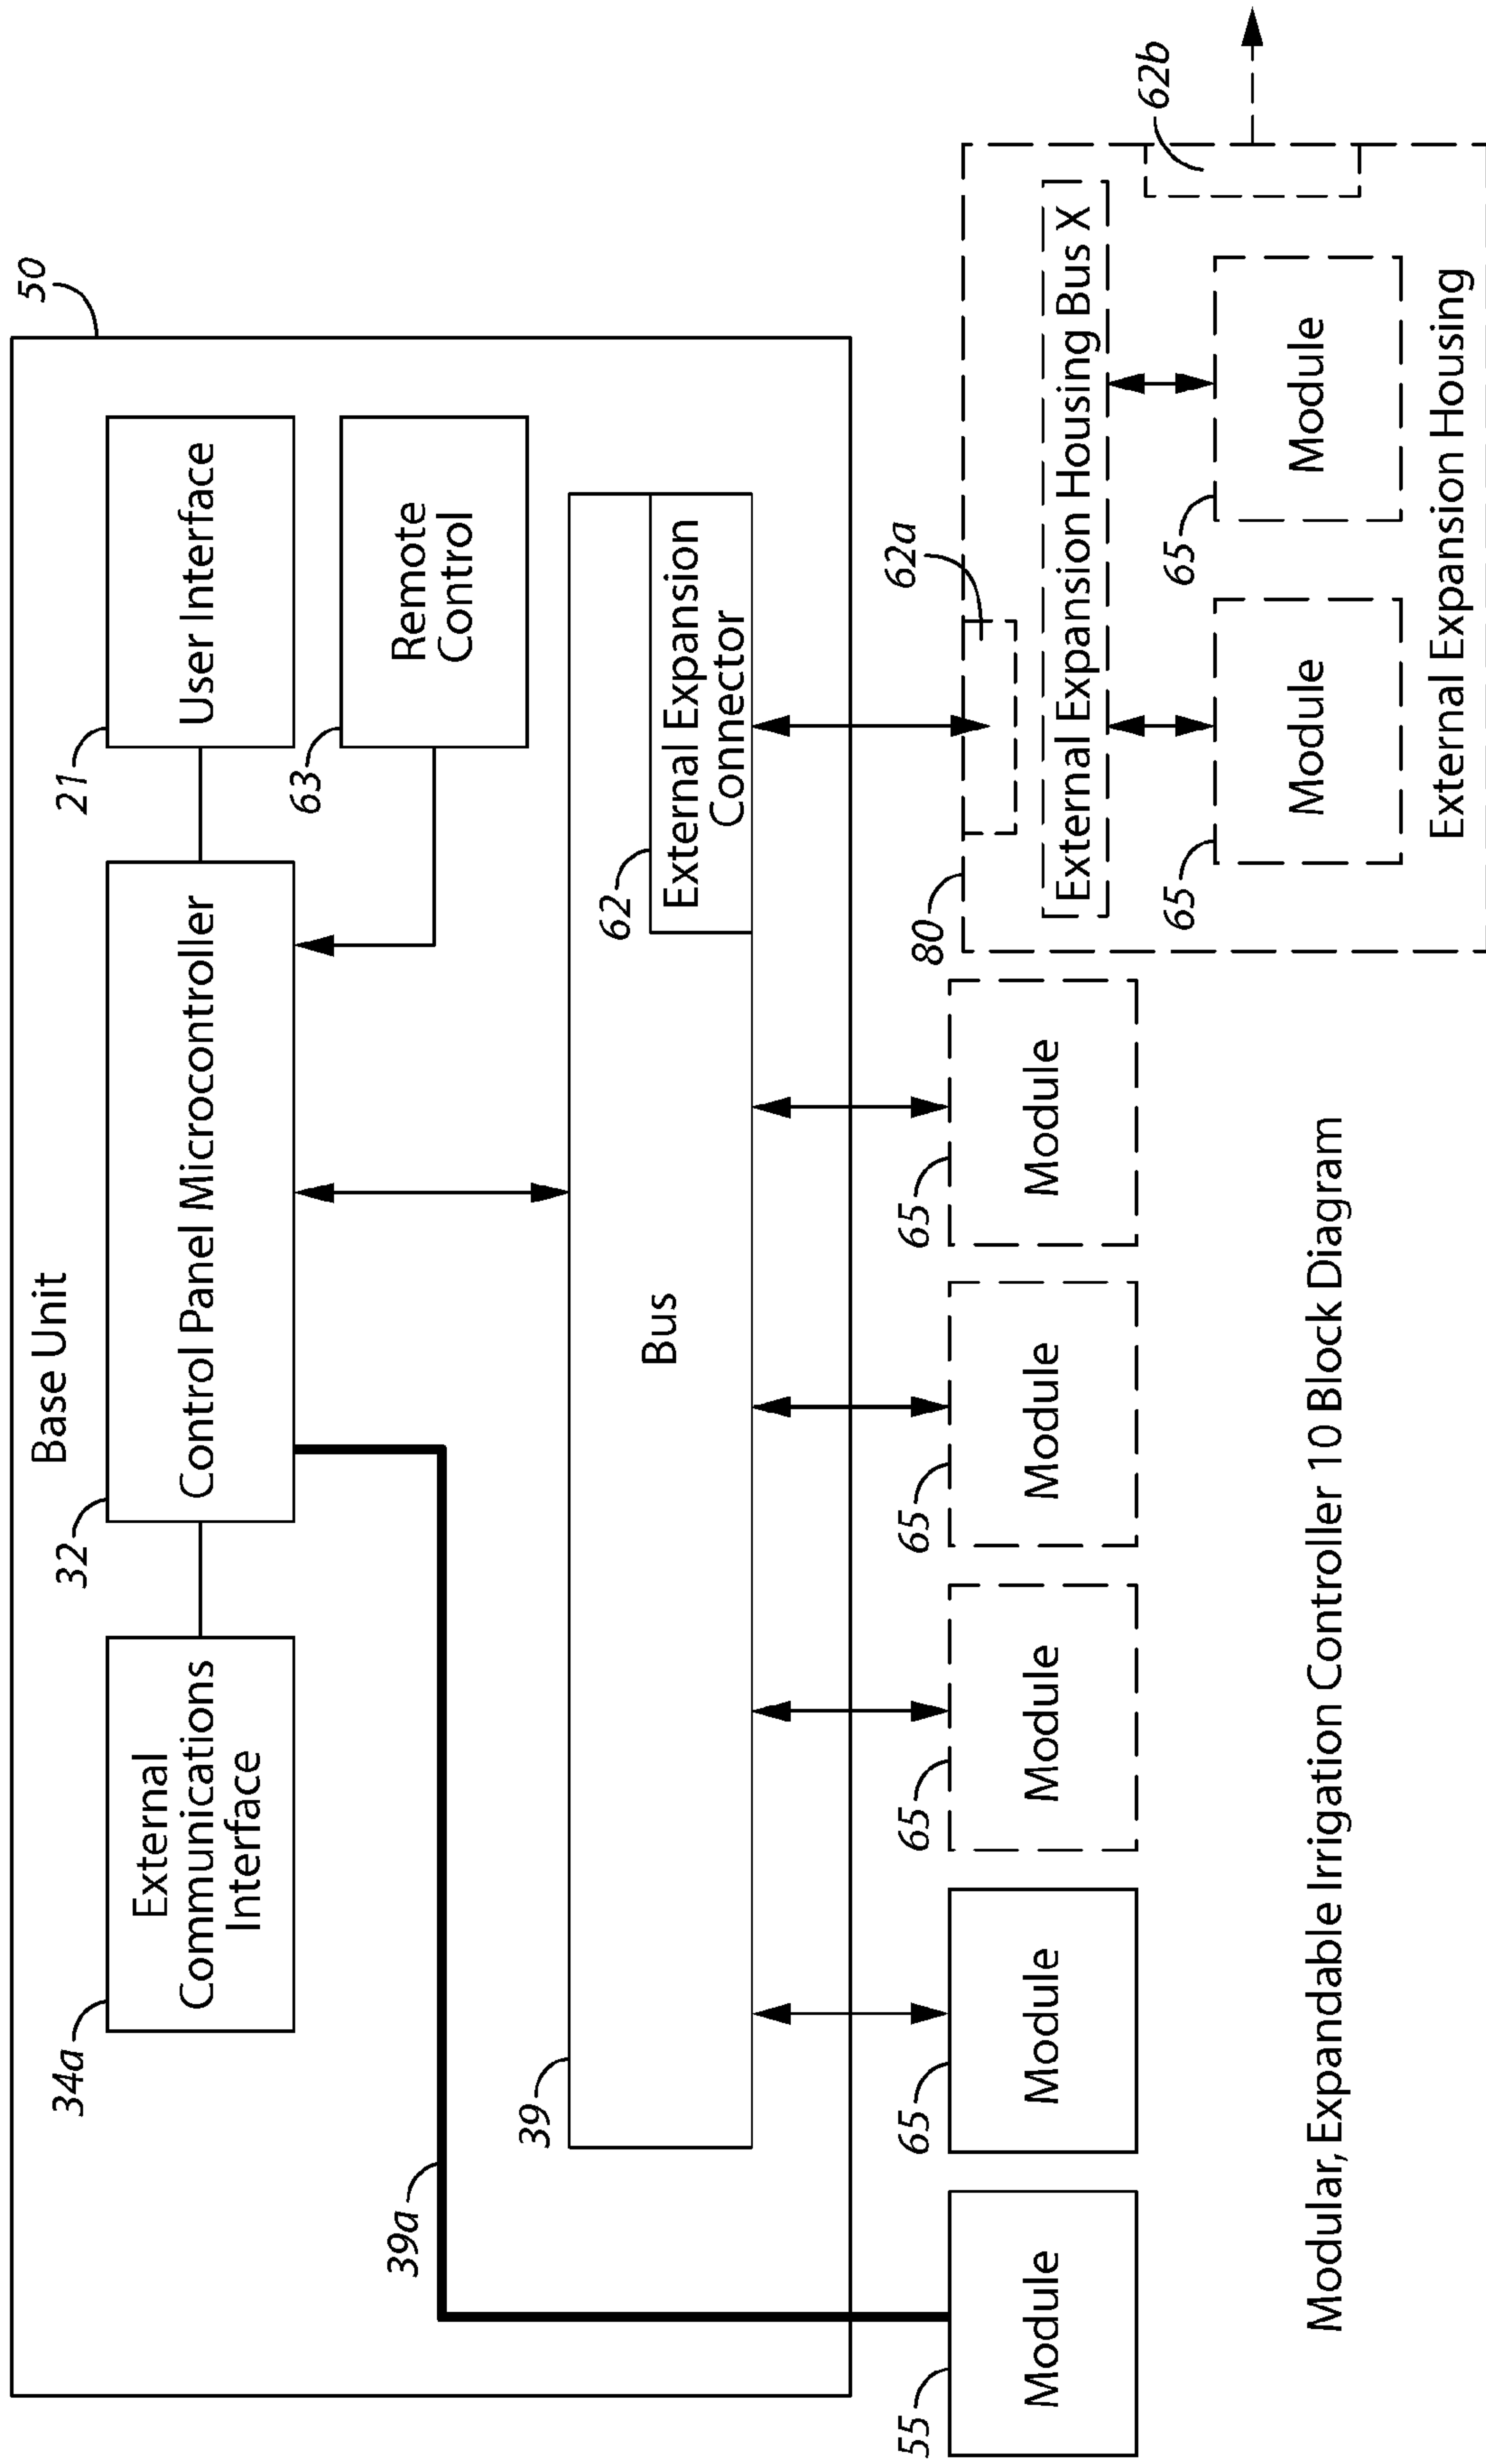 50
Base Unit
34a
External
Communications
Interface
32
Control Panel Microcontroller
21
User Interface
63
Remote
Control
39a
39
Bus
62
External Expansion
Connector
55
Module
65
Module
65
Module
65
Module
65
Module
80
62a
External Expansion Housing Bus X
62b
65
Module
65
Module
External Expansion Housing
Modular, Expandable Irrigation Controller 10 Block Diagram